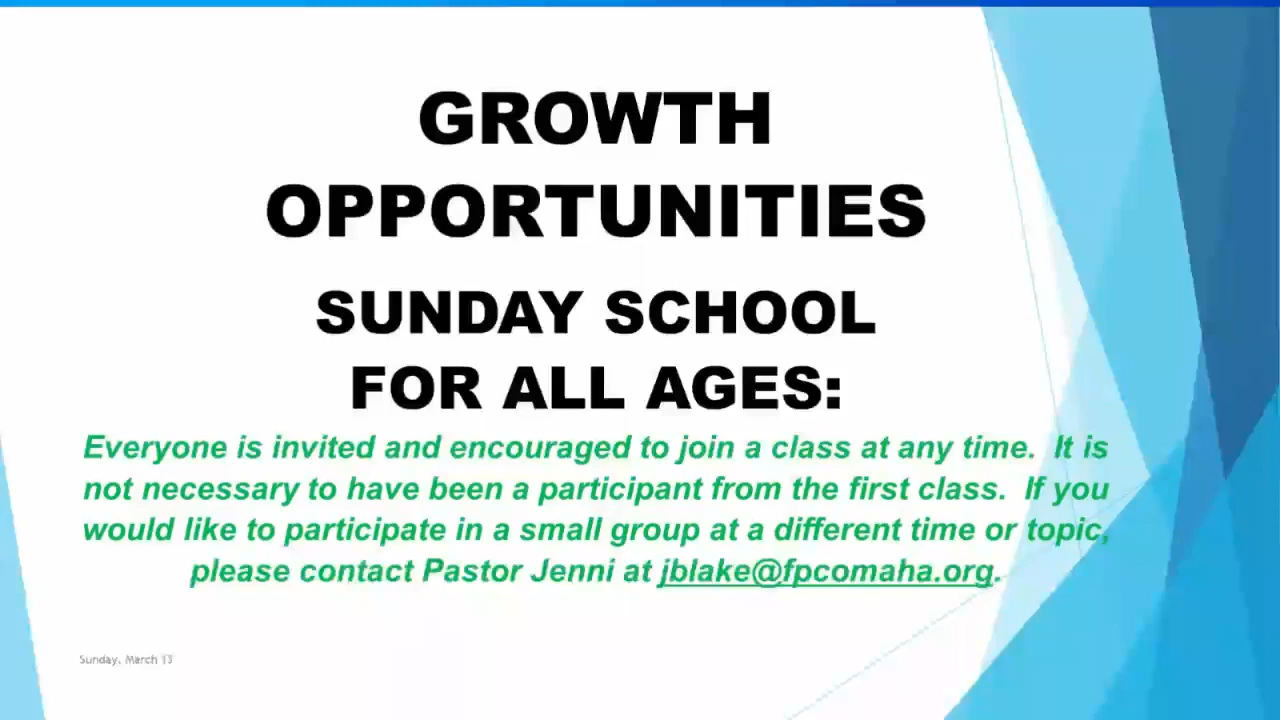 GROWTH
OPPORTUNITIES
SUNDAY SCHOOL
FOR ALL AGES:
Everyone is invited and encouraged to join a class at any time.  It is
not necessary to have been a participant from the first class.  If you
would like to participate in a small group at a different time or topic,
please contact Pastor Jenni at jblake@fpcomaha.org.
Sunday, March 13